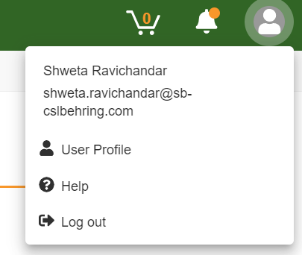 0
Shweta Ravichandar
shweta.ravichandar@sb-
cslbehring.com
User Profile
Help
Log out